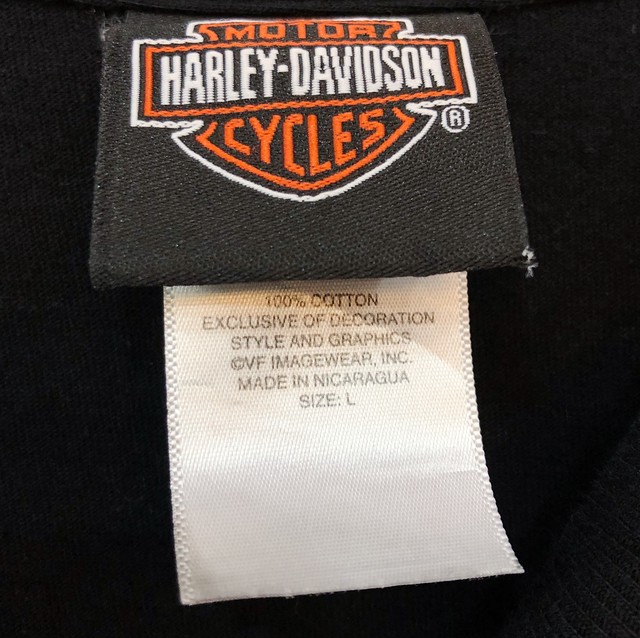 MOTOR
HARLEY-DAVIDSON
CYCLES
®
100% COTTON
EXCLUSIVE OF DECORATION
STYLE AND GRAPHICS
©VF IMAGEWEAR, INC.
MADE IN NICARAGUA
SIZE: L